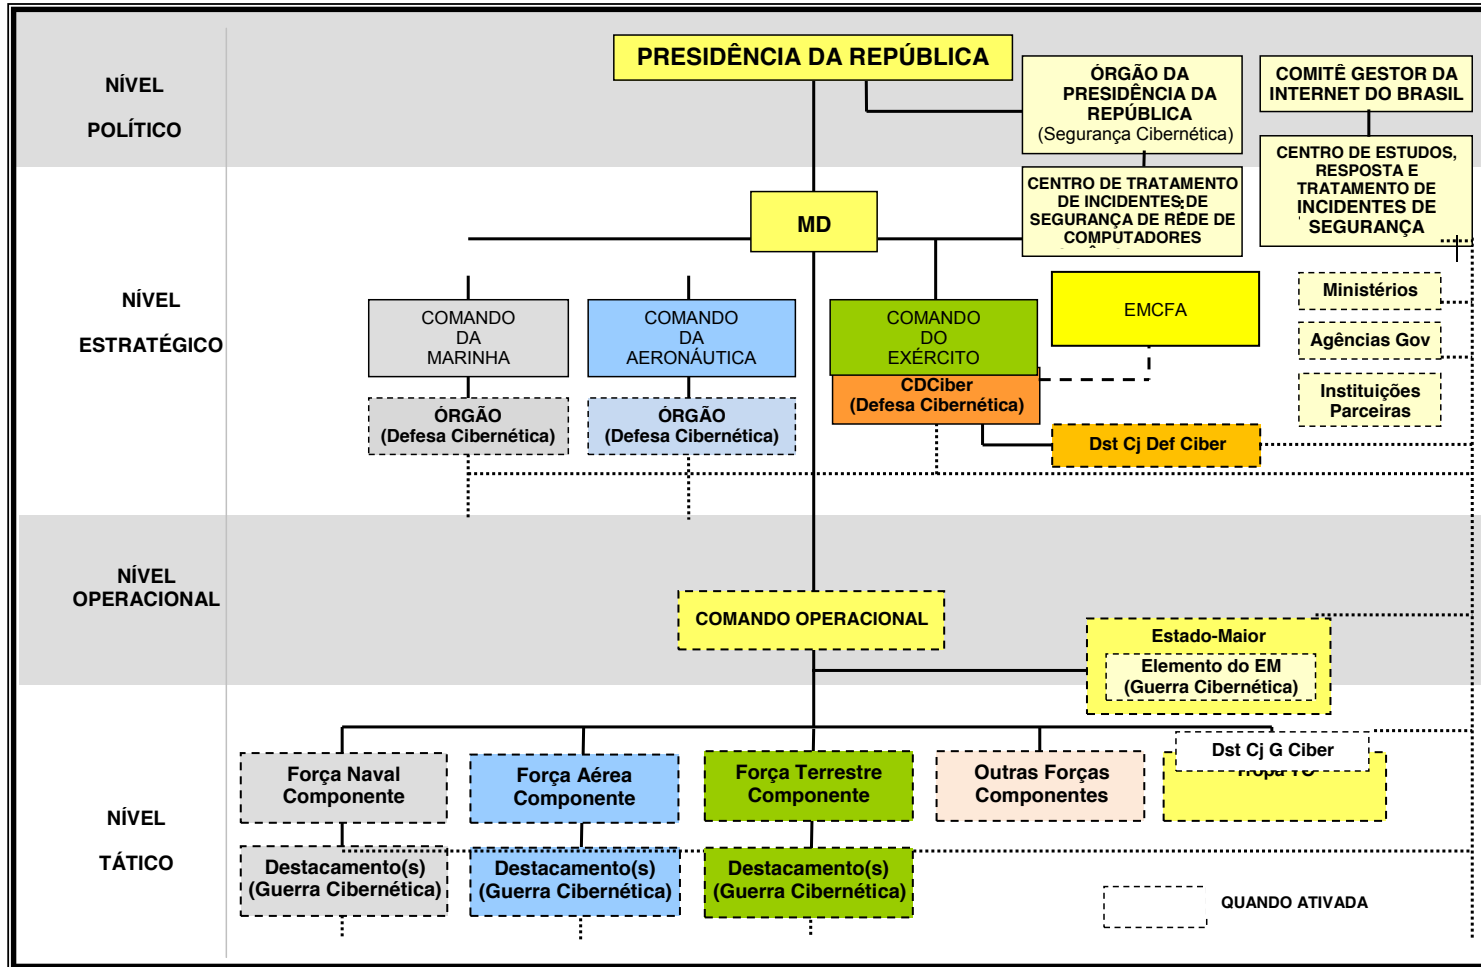 PRESIDÊNCIA DA REPÚBLICA
NÍVEL
POLÍTICO
ÓRGÃO DA
PRESIDÊNCIA DA
REPÚBLICA
(Segurança Cibernética)
COMITÊ GESTOR DA
INTERNET DO BRASIL
CENTRO DE ESTUDOS,
RESPOSTA E
TRATAMENTO DE
INCIDENTES DE
SEGURANÇA
CENTRO DE TRATAMENTO
DE INCIDENTES DE
SEGURANÇA DE REDE DE
COMPUTADORES
MD
NÍVEL
ESTRATÉGICO
COMANDO
DA
MARINHA
COMANDO
DA
AERONÁUTICA
COMANDO
DO
EXÉRCITO
EMCFA
Ministérios
Agências Gov
Instituições
Parceiras
CDCiber
(Defesa Cibernética)
ÓRGÃO
(Defesa Cibernética)
ÓRGÃO
(Defesa Cibernética)
Dst Cj Def Ciber
NÍVEL
OPERACIONAL
COMANDO OPERACIONAL
Estado-Maior
Elemento do EM
(Guerra Cibernética)
NÍVEL
TÁTICO
Força Naval
Componente
Força Aérea
Componente
Força Terrestre
Componente
Outras Forças
Componentes
Dst Cj G Ciber
Destacamento(s)
(Guerra Cibernética)
Destacamento(s)
(Guerra Cibernética)
Destacamento(s)
(Guerra Cibernética)
QUANDO ATIVADA